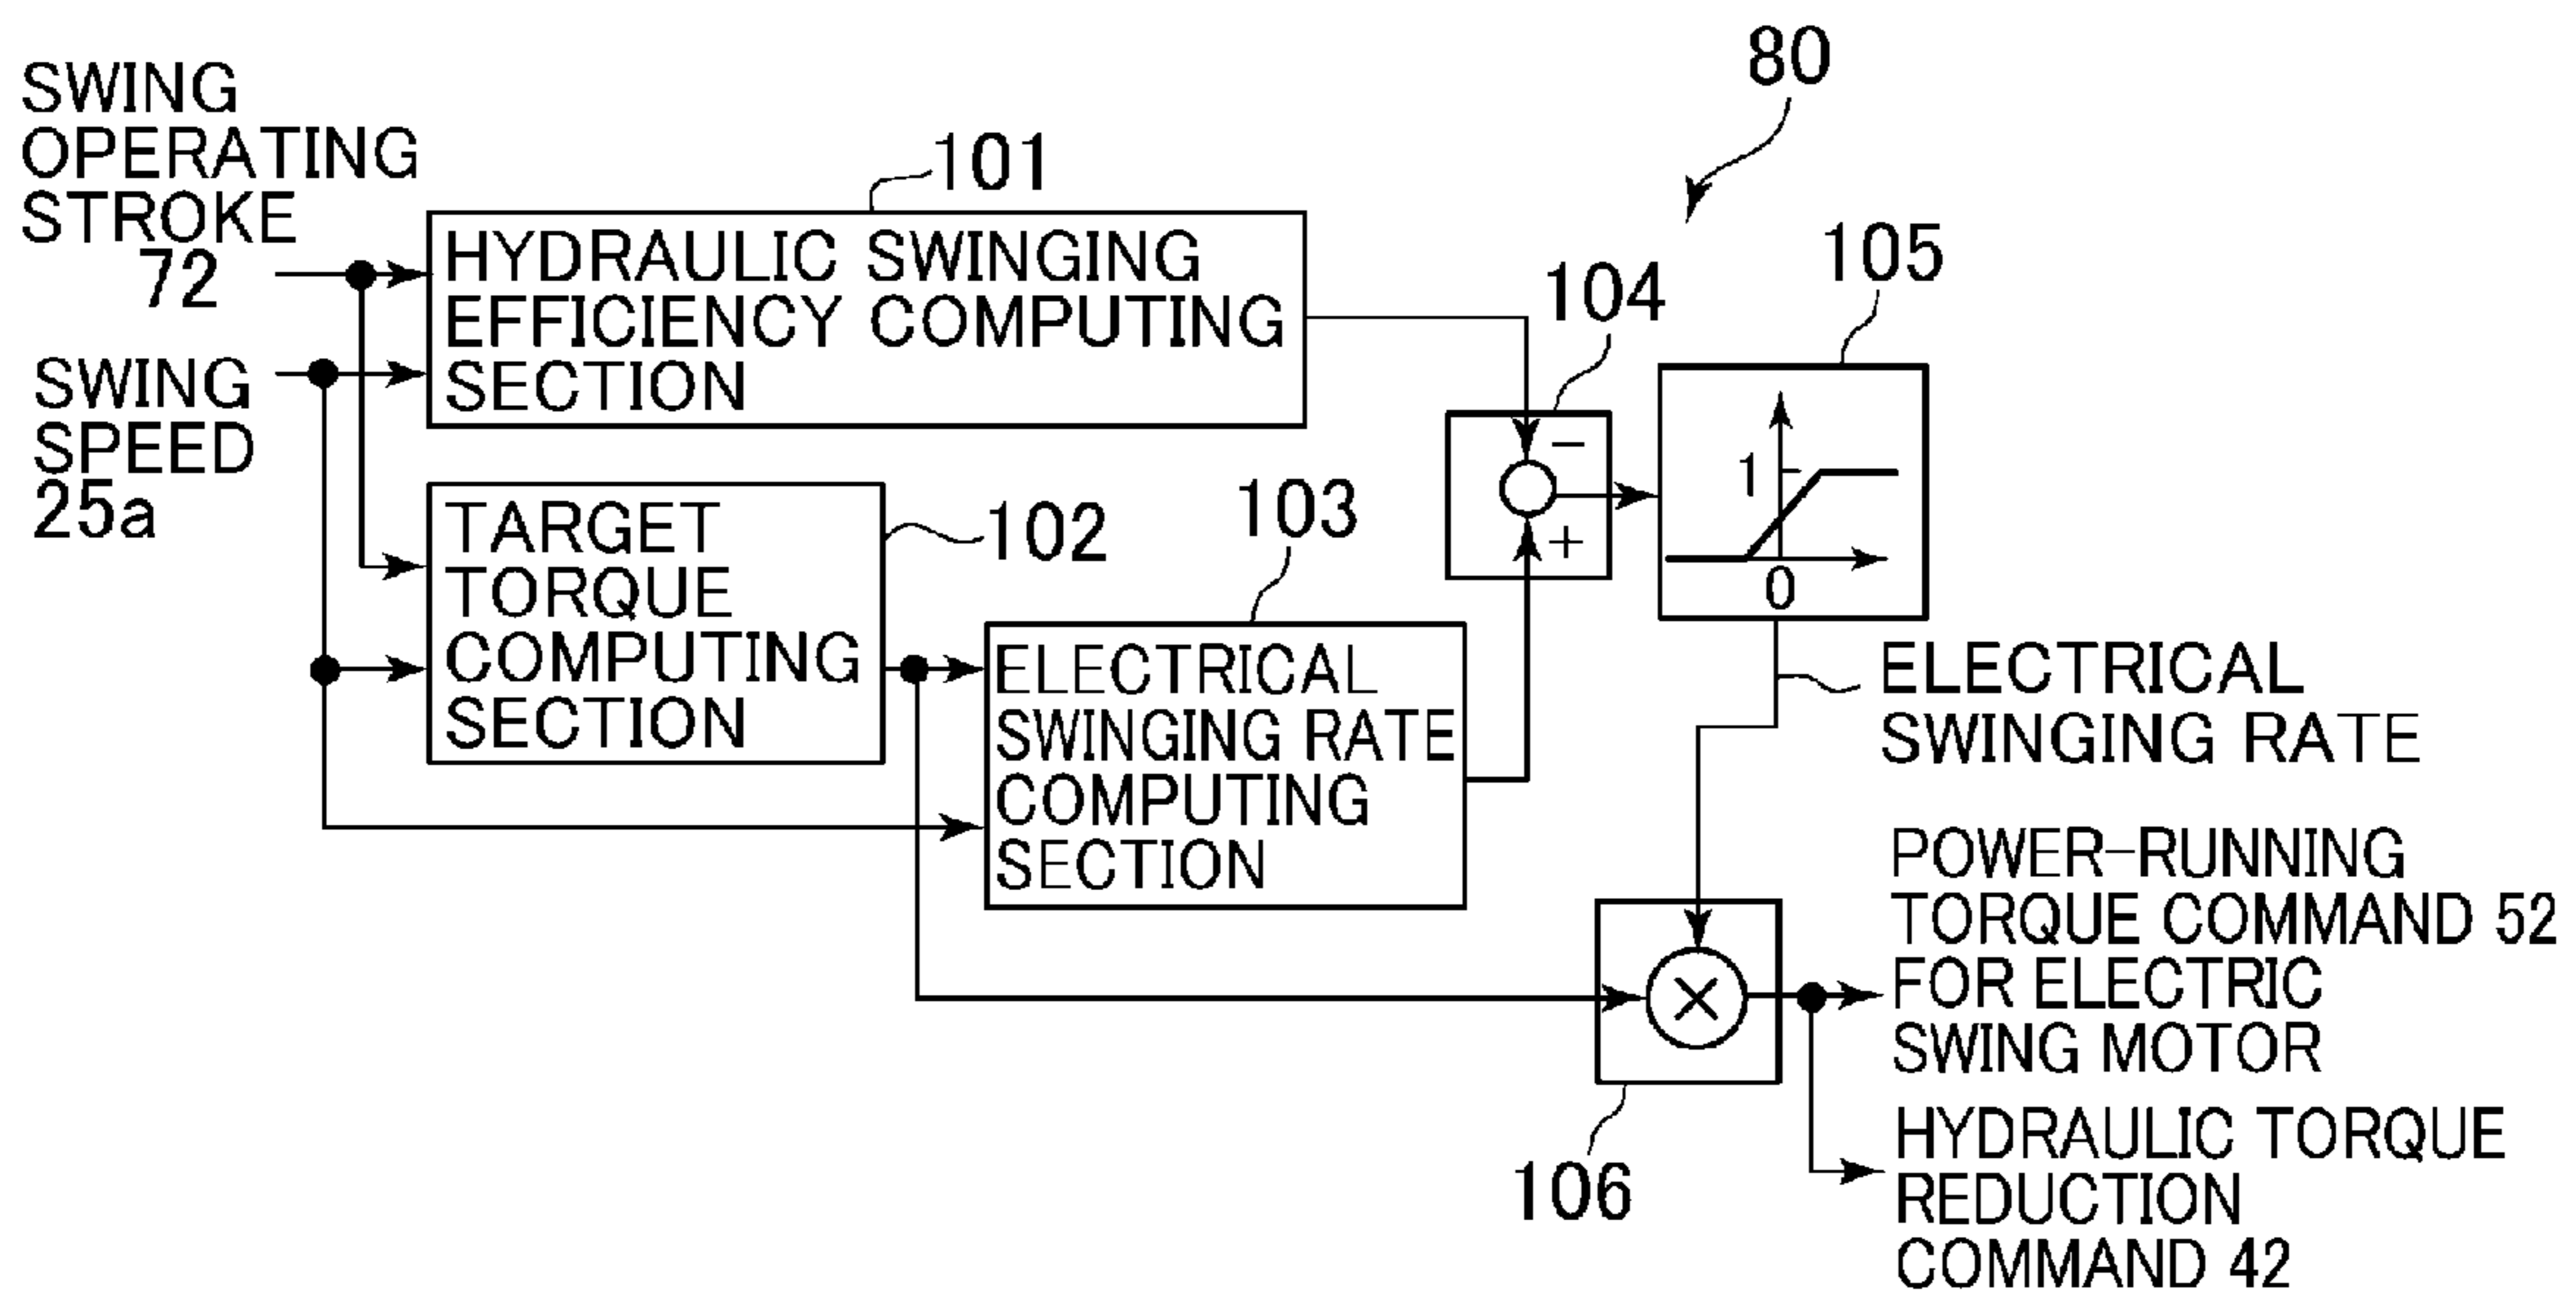 80
SWING
OPERATING
STROKE
72
101
HYDRAULIC SWINGING
EFFICIENCY COMPUTING
SECTION
SWING
SPEED
25a
104
−
+
105
1
0
TARGET
TORQUE
COMPUTING
SECTION
102
103
ELECTRICAL
SWINGING RATE
COMPUTING
SECTION
ELECTRICAL
SWINGING RATE
×
106
POWER-RUNNING
TORQUE COMMAND 52
FOR ELECTRIC
SWING MOTOR
HYDRAULIC TORQUE
REDUCTION
COMMAND 42